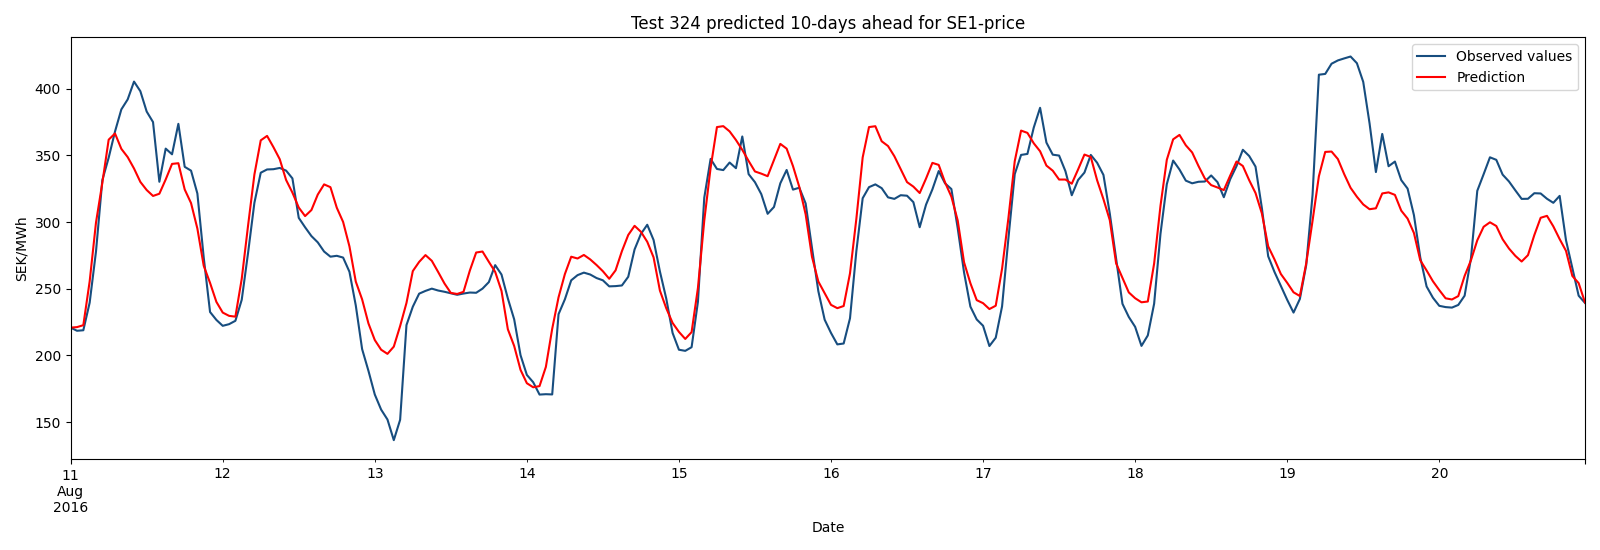 Test 324 predicted 10-days ahead for SE1-price
Observed values
Prediction
SEK/MWh
400
350
300
250
200
150
11 12 13 14 15 16 17 18 19 20
Aug
2016
Date